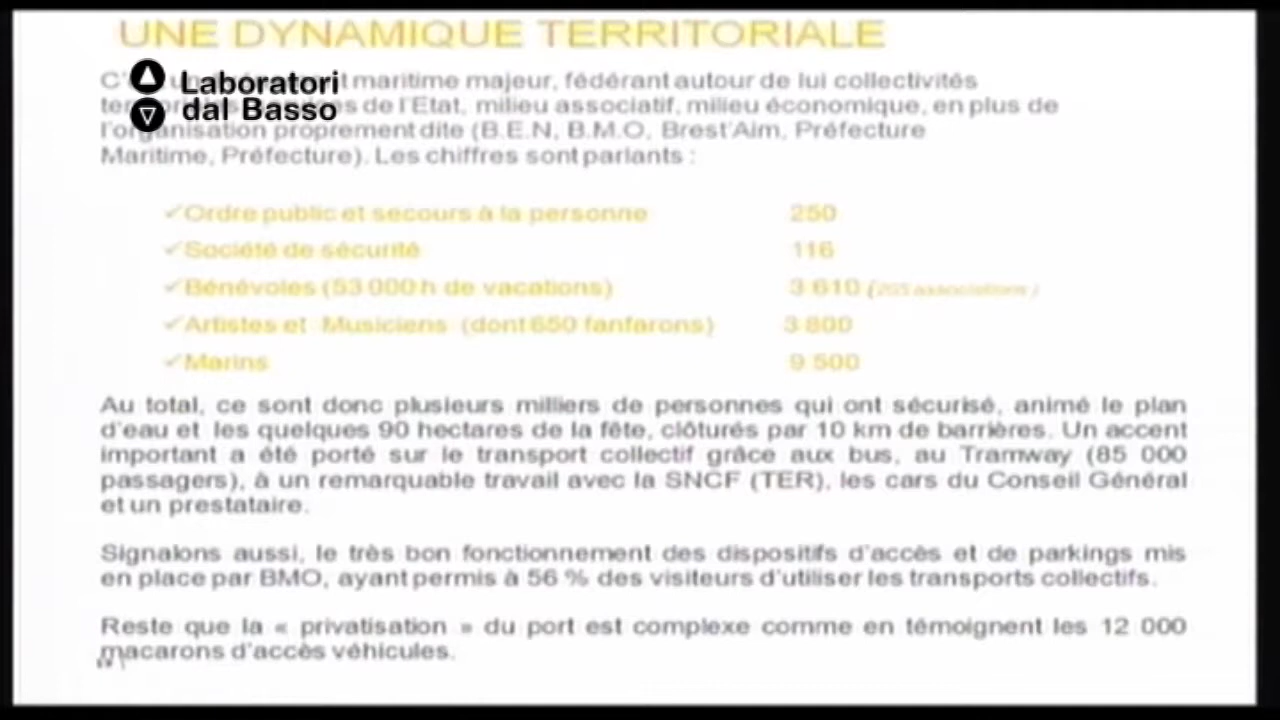 UNE DYNAMIQUE TERRITORIALE
Laboratori
dal Basso
maritime majeur, fédérant autour de lui collectivités
de l'Etat, milieu associatif, milieu économique, en plus de
l'organisation proprement dite (B.E.N, B.M.O, Brest'Aim, Préfecture
Maritime, Préfecture). Les chiffres sont parlants :
✓Ordre public et secours à la personne 250
✓Société de sécurité 116
✓Bénévoles (53 000 h de vacations) 3 610 ( associations )
✓Artistes et Musiciens (dont 650 fanfarons) 3 800
✓Marins 9 500
Au total, ce sont donc plusieurs milliers de personnes qui ont sécurisé, animé le plan
d'eau et les quelques 90 hectares de la fête, clôturés par 10 km de barrières. Un accent
important a été porté sur le transport collectif grâce aux bus, au Tramway (85 000
passagers), à un remarquable travail avec la SNCF (TER), les cars du Conseil Général
et un prestataire.
Signalons aussi, le très bon fonctionnement des dispositifs d'accès et de parkings mis
en place par BMO, ayant permis à 56 % des visiteurs d'utiliser les transports collectifs.
Reste que la « privatisation » du port est complexe comme en témoignent les 12 000
macarons d'accès véhicules.